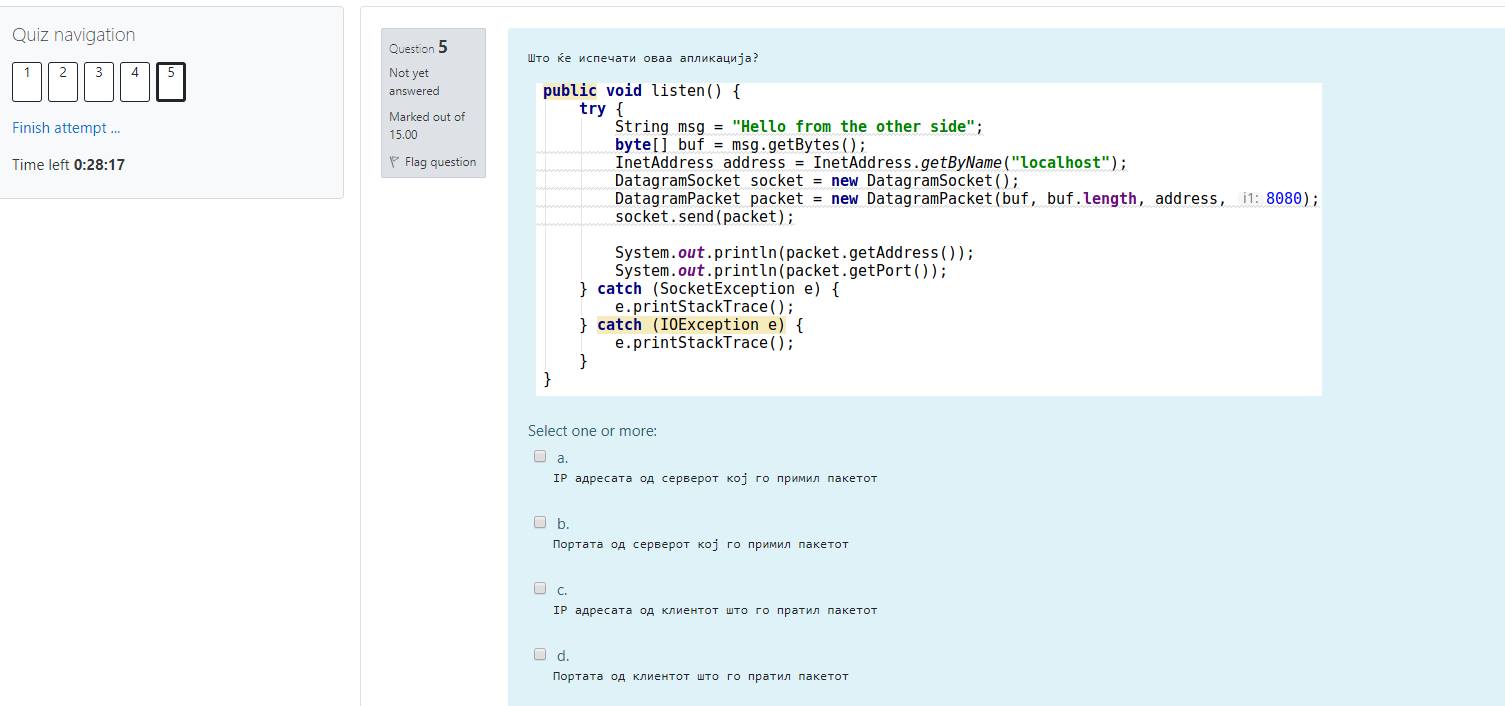 Quiz navigation
1 2 3 4 5
Finish attempt ...
Time left 0:28:17
Question 5
Not yet
answered
Marked out of
15.00
Flag question
Што ќе испечати оваа апликација?
public void listen() {
try {
String msg = "Hello from the other side";
byte[] buf = msg.getBytes();
InetAddress address = InetAddress.getByName("localhost");
DatagramSocket socket = new DatagramSocket();
DatagramPacket packet = new DatagramPacket(buf, buf.length, address, i1: 8080);
socket.send(packet);
System.out.println(packet.getAddress());
System.out.println(packet.getPort());
} catch (SocketException e) {
e.printStackTrace();
} catch (IOException e) {
e.printStackTrace();
}
}
Select one or more:
a.
IP адресата од серверот кој го примил пакетот
b.
Портата од серверот кој го примил пакетот
c.
IP адресата од клиентот што го пратил пакетот
d.
Портата од клиентот што го пратил пакетот